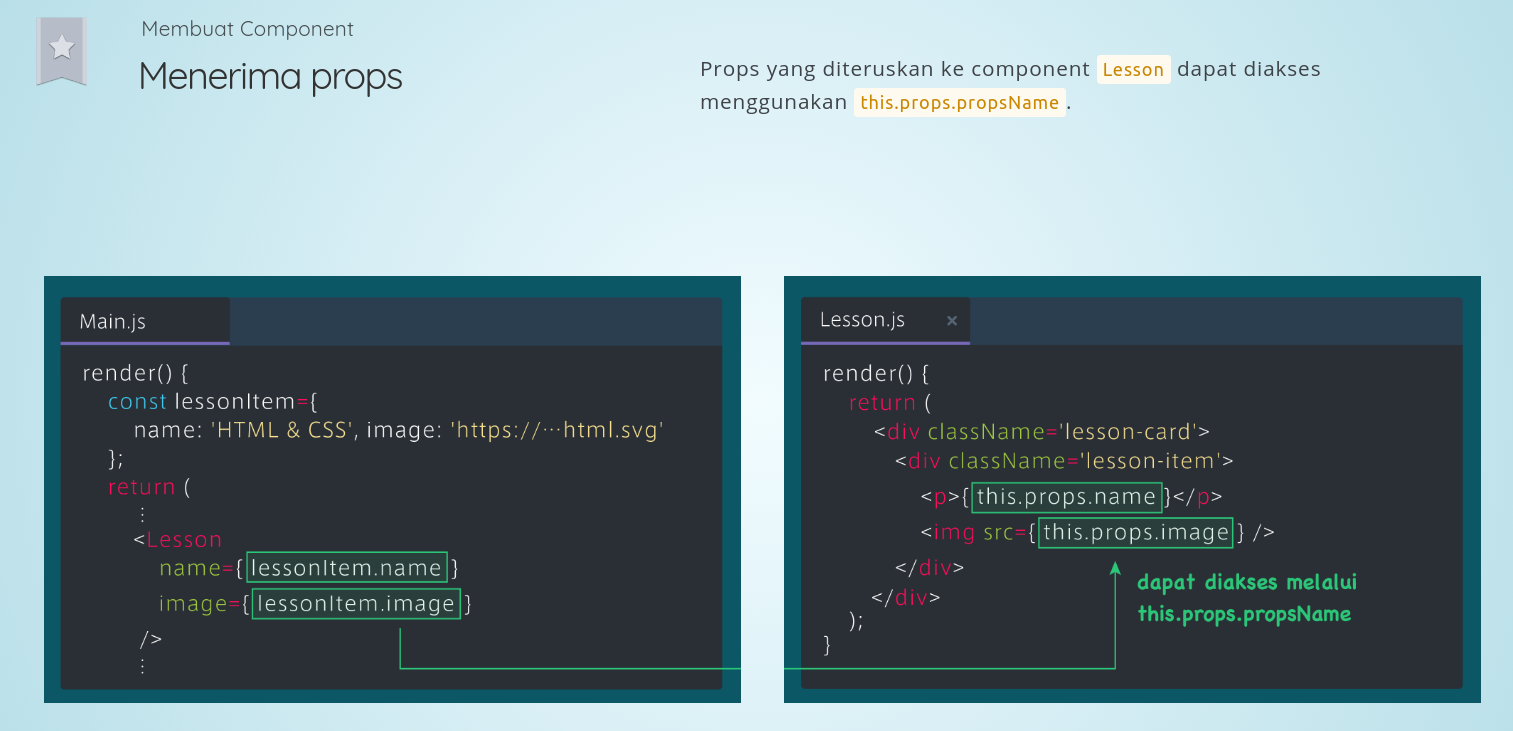 Membuat Component
Menerima props
Props yang diteruskan ke component Lesson dapat diakses
menggunakan this.props.propsName.
Main.js
render() {
const lessonItem={
name: 'HTML & CSS', image: 'https://···html.svg'
};
return (
⋮
<Lesson
name={lessonItem.name}
image={lessonItem.image}
/>
⋮
Lesson.js ×
render() {
return (
<div className='lesson-card'>
<div className='lesson-item'>
<p>{this.props.name}</p>
<img src={this.props.image} />
</div>
</div>
);
}
dapat diakses melalui
this.props.propsName